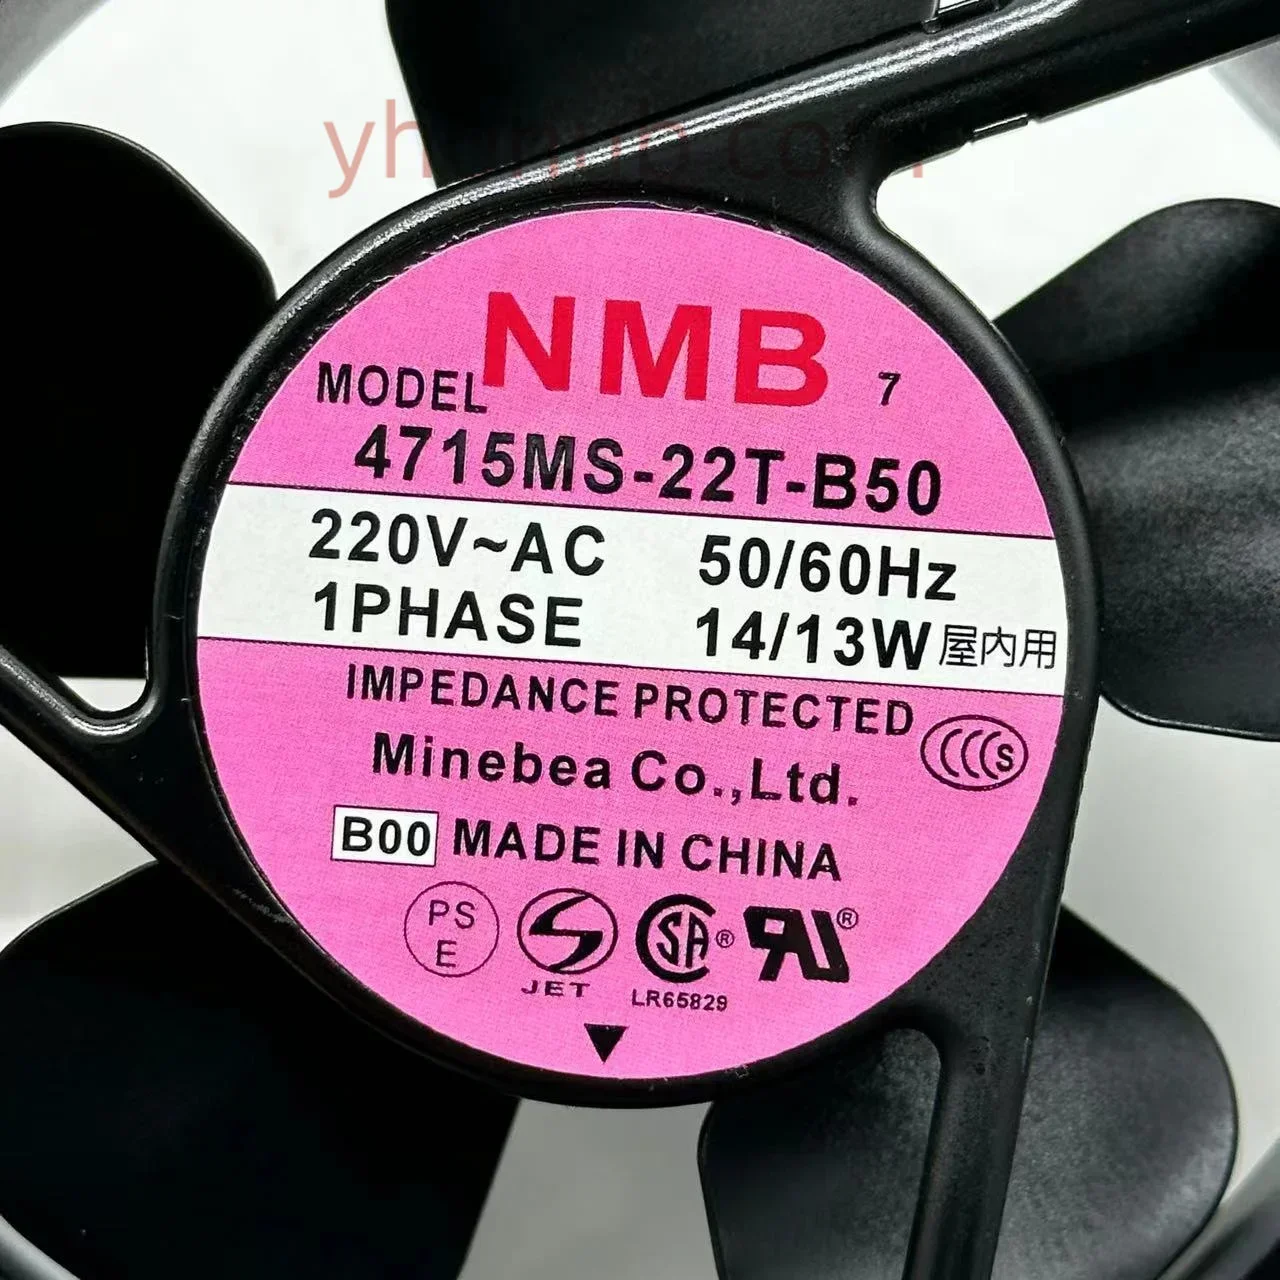 NMB 7
MODEL
4715MS-22T-B50
220V~AC 50/60Hz
1PHASE 14/13W 屋内用
IMPEDANCE PROTECTED
Minebea Co.,Ltd.
B00 MADE IN CHINA
PS
E
JET
LR65829